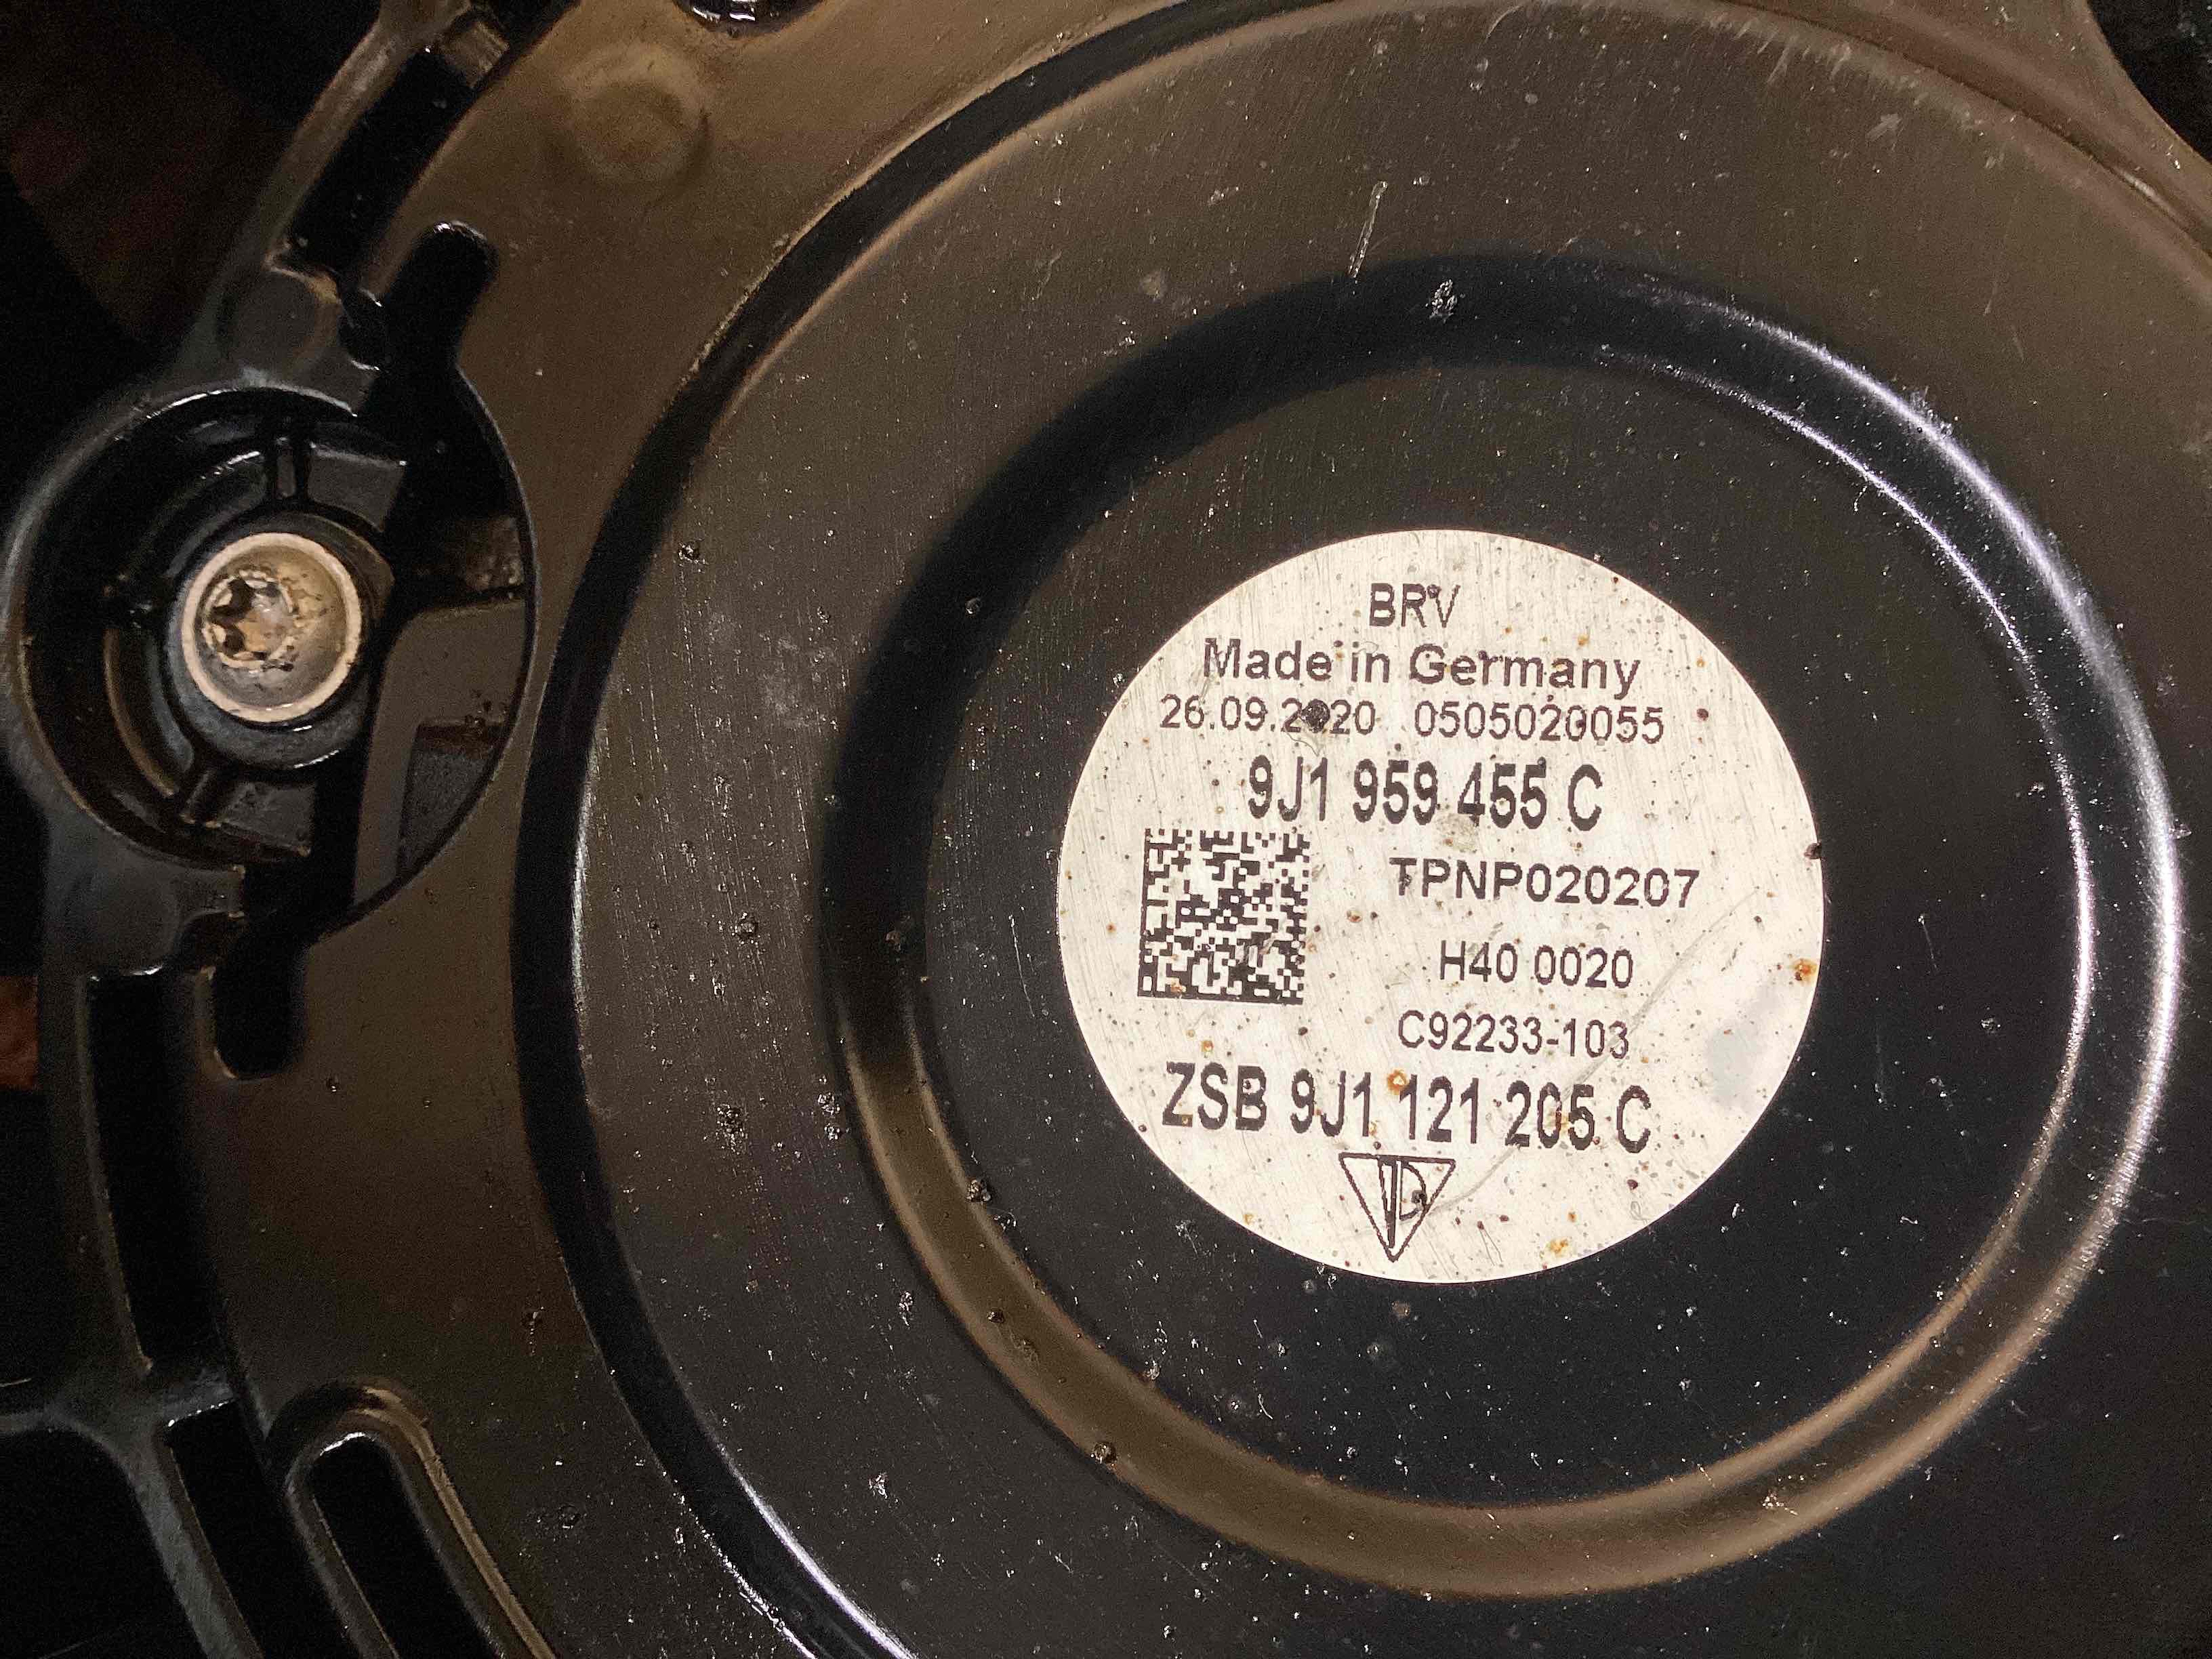 BRV
Made in Germany
26.09.2020 0505020055
9J1 959 455 C
TPNP020207
H40 0020
C92233-103
ZSB 9J1 121 205 C